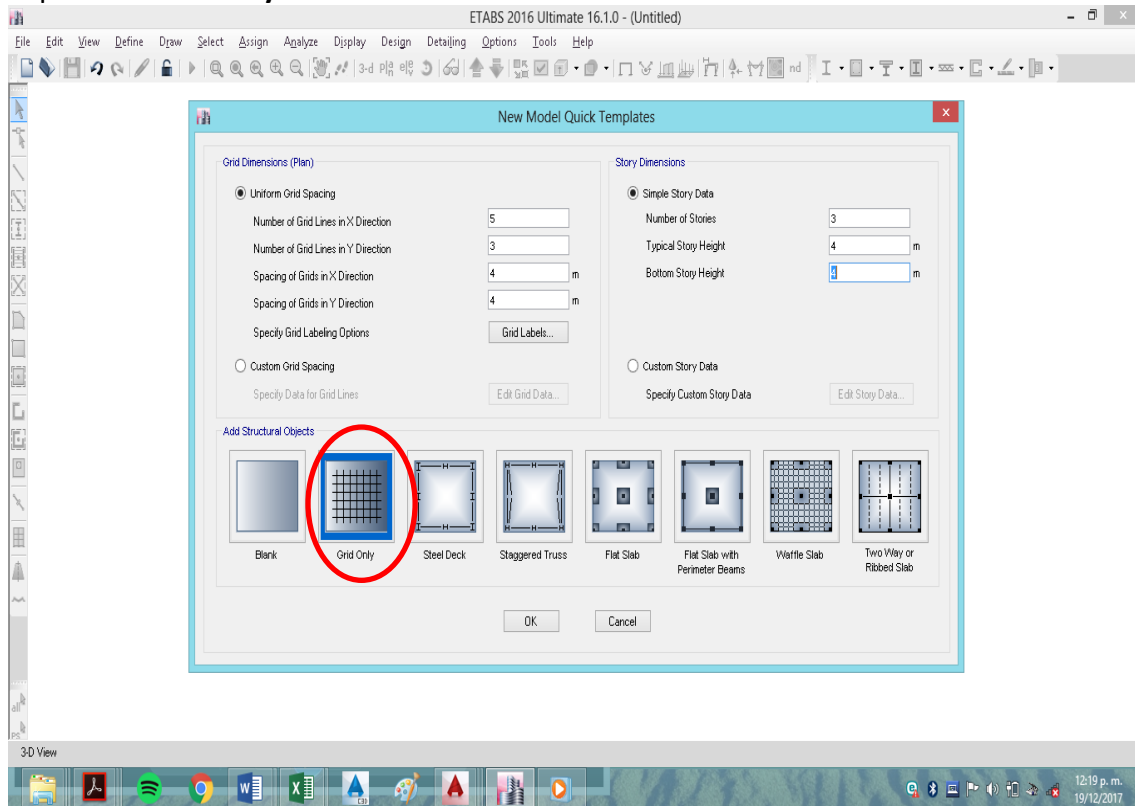 ETABS 2016 Ultimate 16.1.0 - (Untitled)
File Edit View Define Draw Select Assign Analyze Display Design Detailing Options Tools Help
3-d nd
New Model Quick Templates
Grid Dimensions (Plan)
Uniform Grid Spacing
Number of Grid Lines in X Direction 5
Number of Grid Lines in Y Direction 3
Spacing of Grids in X Direction 4 m
Spacing of Grids in Y Direction 4 m
Specify Grid Labeling Options Grid Labels...
Custom Grid Spacing
Specify Data for Grid Lines Edit Grid Data...
Story Dimensions
Simple Story Data
Number of Stories 3
Typical Story Height 4 m
Bottom Story Height 4 m
Custom Story Data
Specify Custom Story Data Edit Story Data...
Add Structural Objects
Blank Grid Only Steel Deck Staggered Truss Flat Slab Flat Slab with Perimeter Beams Waffle Slab Two Way or Ribbed Slab
OK Cancel
all
ps
3-D View
12:19 p. m.
19/12/2017